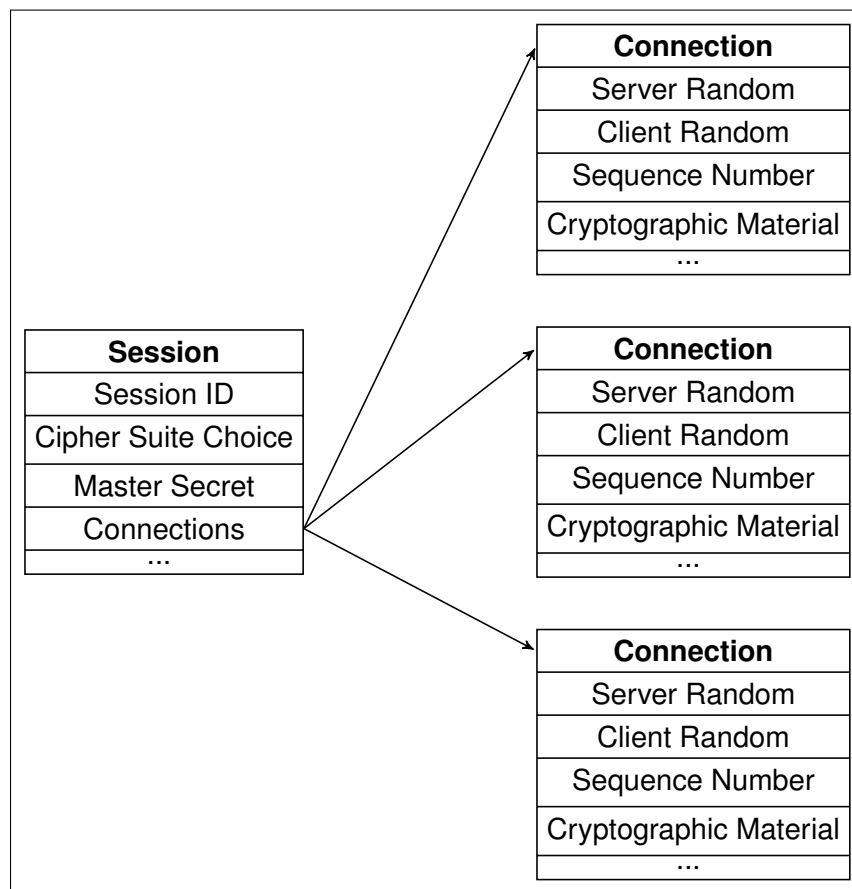 Session
Session ID
Cipher Suite Choice
Master Secret
Connections
...
Connection
Server Random
Client Random
Sequence Number
Cryptographic Material
...
Connection
Server Random
Client Random
Sequence Number
Cryptographic Material
...
Connection
Server Random
Client Random
Sequence Number
Cryptographic Material
...